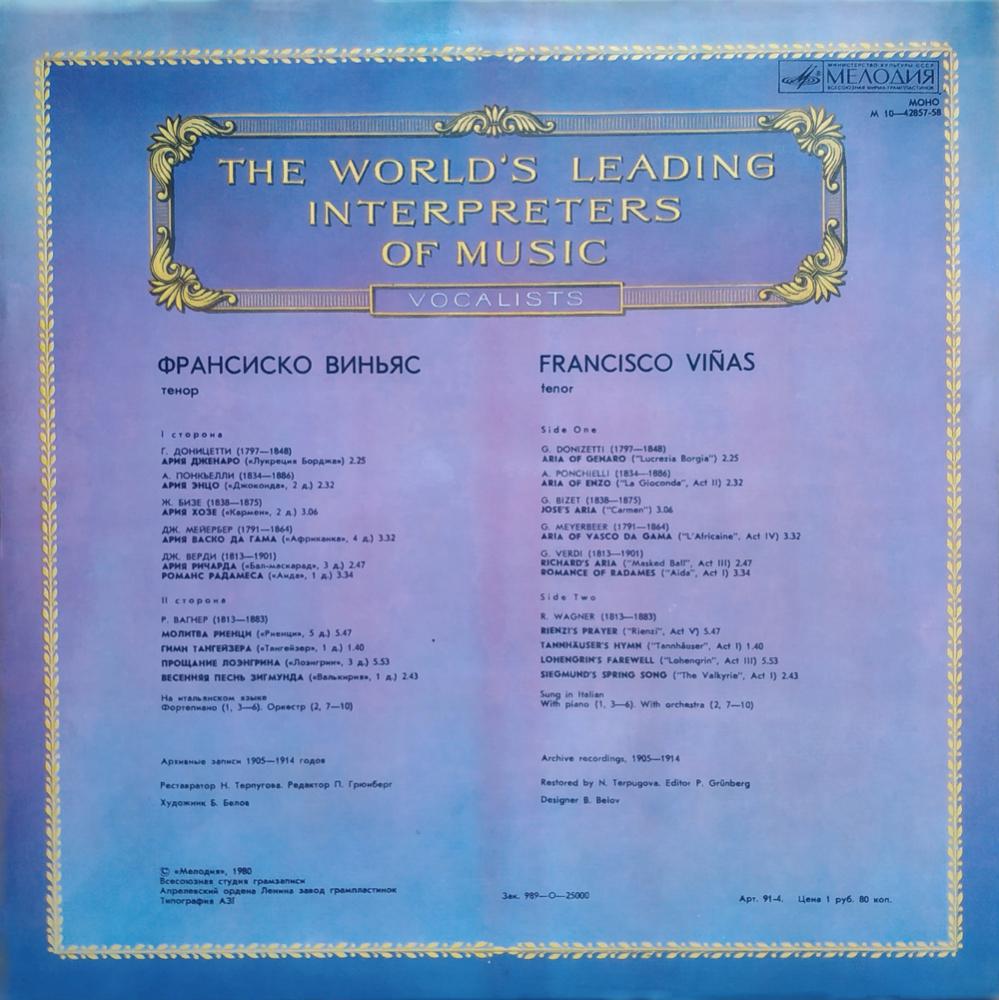 МИНИСТЕРСТВО КУЛЬТУРЫ СССР
МЕЛОДИЯ
ВСЕСОЮЗНАЯ ФИРМА ГРАМПЛАСТИНОК
МОНО
М 10—42857-58
THE WORLD'S LEADING
INTERPRETERS
OF MUSIC
VOCALISTS
ФРАНСИСКО ВИНЬЯС
тенор
I сторона
Г. ДОНИЦЕТТИ (1797—1848)
АРИЯ ДЖЕНАРО («Лукреция Борджа») 2.25
А. ПОНКЬЕЛЛИ (1834—1886)
АРИЯ ЭНЦО («Джоконда», 2 д.) 2.32
Ж. БИЗЕ (1838—1875)
АРИЯ ХОЗЕ («Кармен», 2 д.) 3.06
ДЖ. МЕЙЕРБЕР (1791—1864)
АРИЯ ВАСКО ДА ГАМА («Африканка», 4 д.) 3.32
ДЖ. ВЕРДИ (1813—1901)
АРИЯ РИЧАРДА («Бал-маскарад», 3 д.) 2.47
РОМАНС РАДАМЕСА («Аида», 1 д.) 3.34
II сторона
Р. ВАГНЕР (1813—1883)
МОЛИТВА РИЕНЦИ («Риенци», 5 д.) 5.47
ГИМН ТАНГЕЙЗЕРА («Тангейзер», 1 д.) 1.40
ПРОЩАНИЕ ЛОЭНГРИНА («Лоэнгрин», 3 д.) 5.53
ВЕСЕННЯЯ ПЕСНЬ ЗИГМУНДА («Валькирия», 1 д.) 2.43
На итальянском языке
Фортепиано (1, 3—6). Оркестр (2, 7—10)
Архивные записи 1905—1914 годов
Реставратор Н. Терпугова. Редактор П. Грюнберг
Художник Б. Белов
FRANCISCO VIÑAS
tenor
Side One
G. DONIZETTI (1797—1848)
ARIA OF GENARO ("Lucrezia Borgia") 2.25
A. PONCHIELLI (1834—1886)
ARIA OF ENZO ("La Gioconda", Act II) 2.32
G. BIZET (1838—1875)
JOSE'S ARIA ("Carmen") 3.06
G. MEYERBEER (1791—1864)
ARIA OF VASCO DA GAMA ("L'Africaine", Act IV) 3.32
G. VERDI (1813—1901)
RICHARD'S ARIA ("Masked Ball", Act III) 2.47
ROMANCE OF RADAMES ("Aida", Act I) 3.34
Side Two
R. WAGNER (1813—1883)
RIENZI'S PRAYER ("Rienzi", Act V) 5.47
TANNHÄUSER'S HYMN ("Tannhäuser", Act I) 1.40
LOHENGRIN'S FAREWELL ("Lohengrin", Act III) 5.53
SIEGMUND'S SPRING SONG ("The Valkyrie", Act I) 2.43
Sung in Italian
With piano (1, 3—6). With orchestra (2, 7—10)
Archive recordings, 1905—1914
Restored by N. Terpugova. Editor P. Grünberg
Designer B. Belov
© «Мелодия», 1980
Всесоюзная студия грамзаписи
Апрелевский ордена Ленина завод грампластинок
Типография АЗГ
Зак. 989—О—25000
Арт. 91-4. Цена 1 руб. 80 коп.